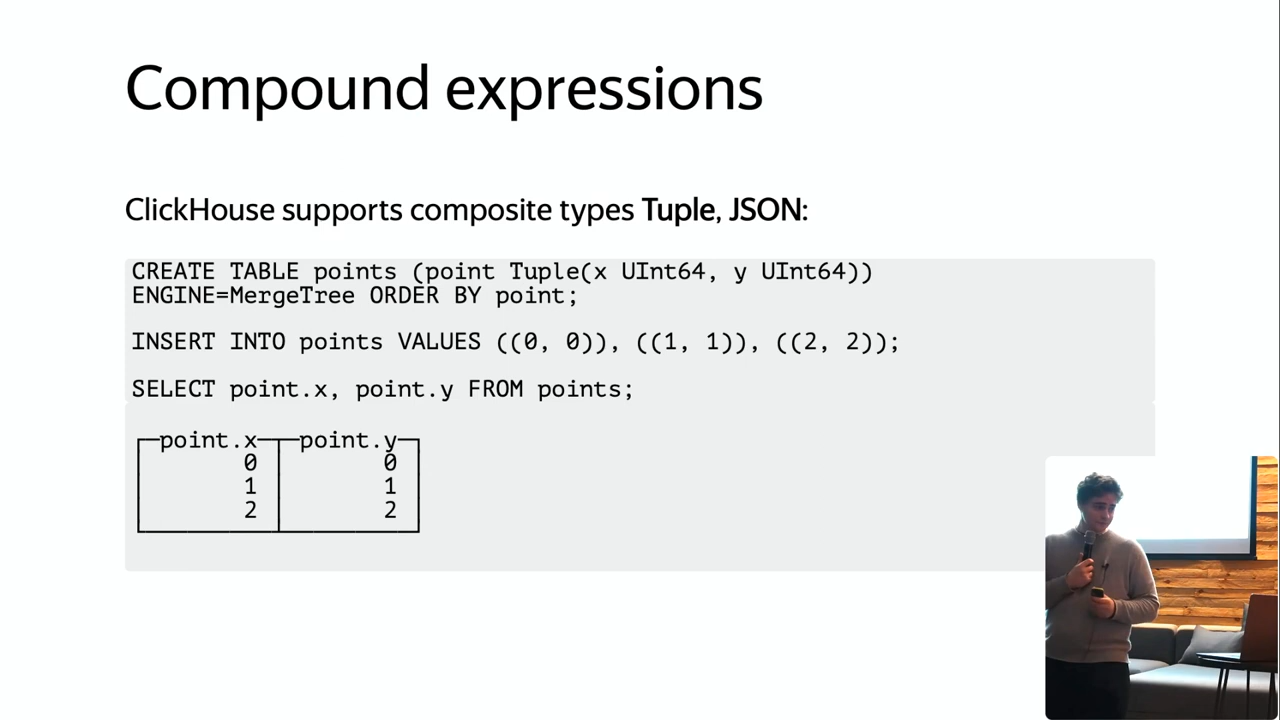 Compound expressions
ClickHouse supports composite types Tuple, JSON:
CREATE TABLE points (point Tuple(x UInt64, y UInt64))
ENGINE=MergeTree ORDER BY point;
INSERT INTO points VALUES ((0, 0)), ((1, 1)), ((2, 2));
SELECT point.x, point.y FROM points;
┌─point.x─┬─point.y─┐
│ 0 │ 0 │
│ 1 │ 1 │
│ 2 │ 2 │
└─────────┴─────────┘